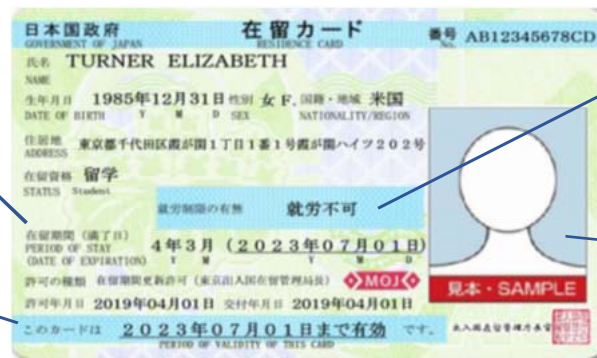 日本国政府 在留カード 番号 AB12345678CD
GOVERNMENT OF JAPAN RESIDENCE CARD No.
氏名 TURNER ELIZABETH
NAME
生年月日 1985年12月31日 性別 女 F. 国籍・地域 米国
DATE OF BIRTH Y M D SEX NATIONALITY/REGION
住居地 東京都千代田区霞が関1丁目1番1号霞が関ハイツ202号
ADDRESS
在留資格 留学
STATUS Student
就労制限の有無 就労不可
在留期間(満了日)
PERIOD OF STAY 4年3月(2023年07月01日)
(DATE OF EXPIRATION) Y M Y M D
許可の種類 在留期間更新許可(東京出入国在留管理局長) MOJ
見本・SAMPLE
許可年月日 2019年04月01日 交付年月日 2019年04月01日
このカードは 2023年07月01日まで有効 です。
PERIOD OF VALIDITY OF THIS CARD
出入国在留管理庁長官